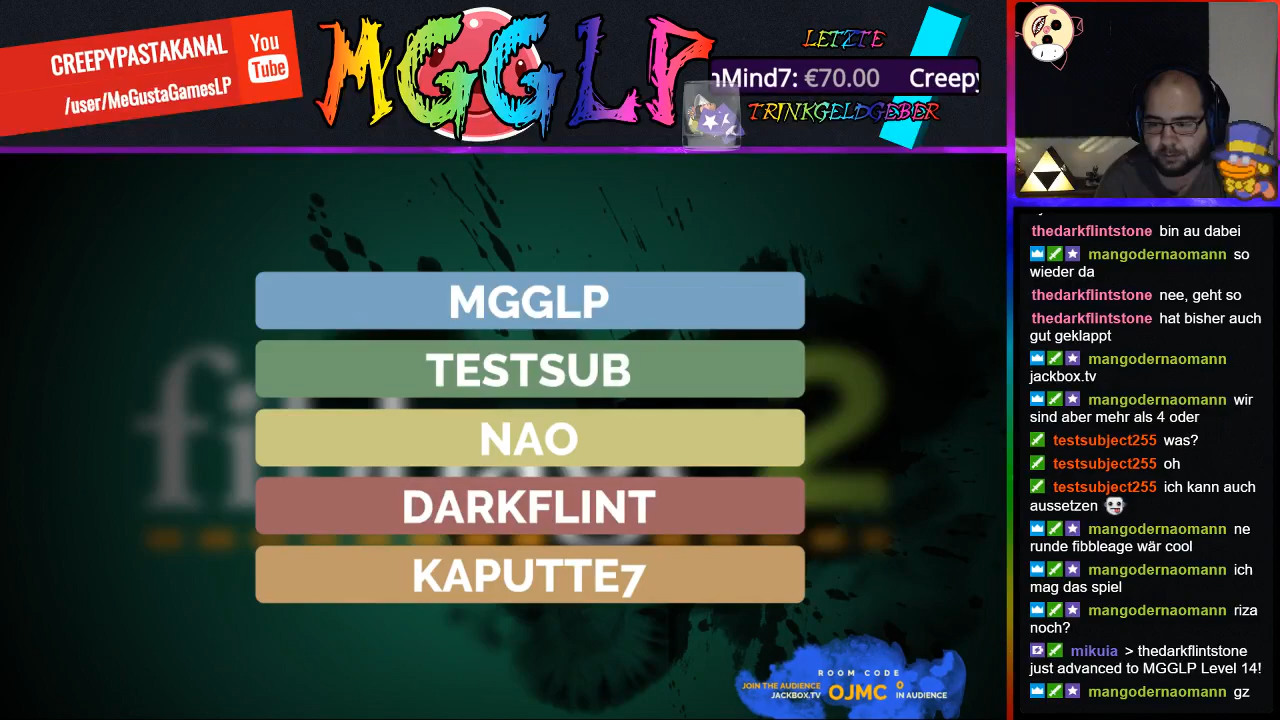 CREEPYPASTAKANAL
/user/MeGustaGamesLP
You
Tube
MGGLP
LETZTE
nMind7: €70.00 Creepy
TRINKGELDGEBER
MGGLP
TESTSUB
NAO
DARKFLINT
KAPUTTE7
2
ROOM CODE
JOIN THE AUDIENCE
JACKBOX.TV
OJMC
0
IN AUDIENCE
thedarkflintstone bin au dabei
mangodernaomann so
wieder da
thedarkflintstone nee, geht so
thedarkflintstone hat bisher auch
gut geklappt
mangodernaomann
jackbox.tv
mangodernaomann wir
sind aber mehr als 4 oder
testsubject255 was?
testsubject255 oh
testsubject255 ich kann auch
aussetzen
mangodernaomann ne
runde fibbleage wär cool
mangodernaomann ich
mag das spiel
mangodernaomann riza
noch?
mikuia > thedarkflintstone
just advanced to MGGLP Level 14!
mangodernaomann gz